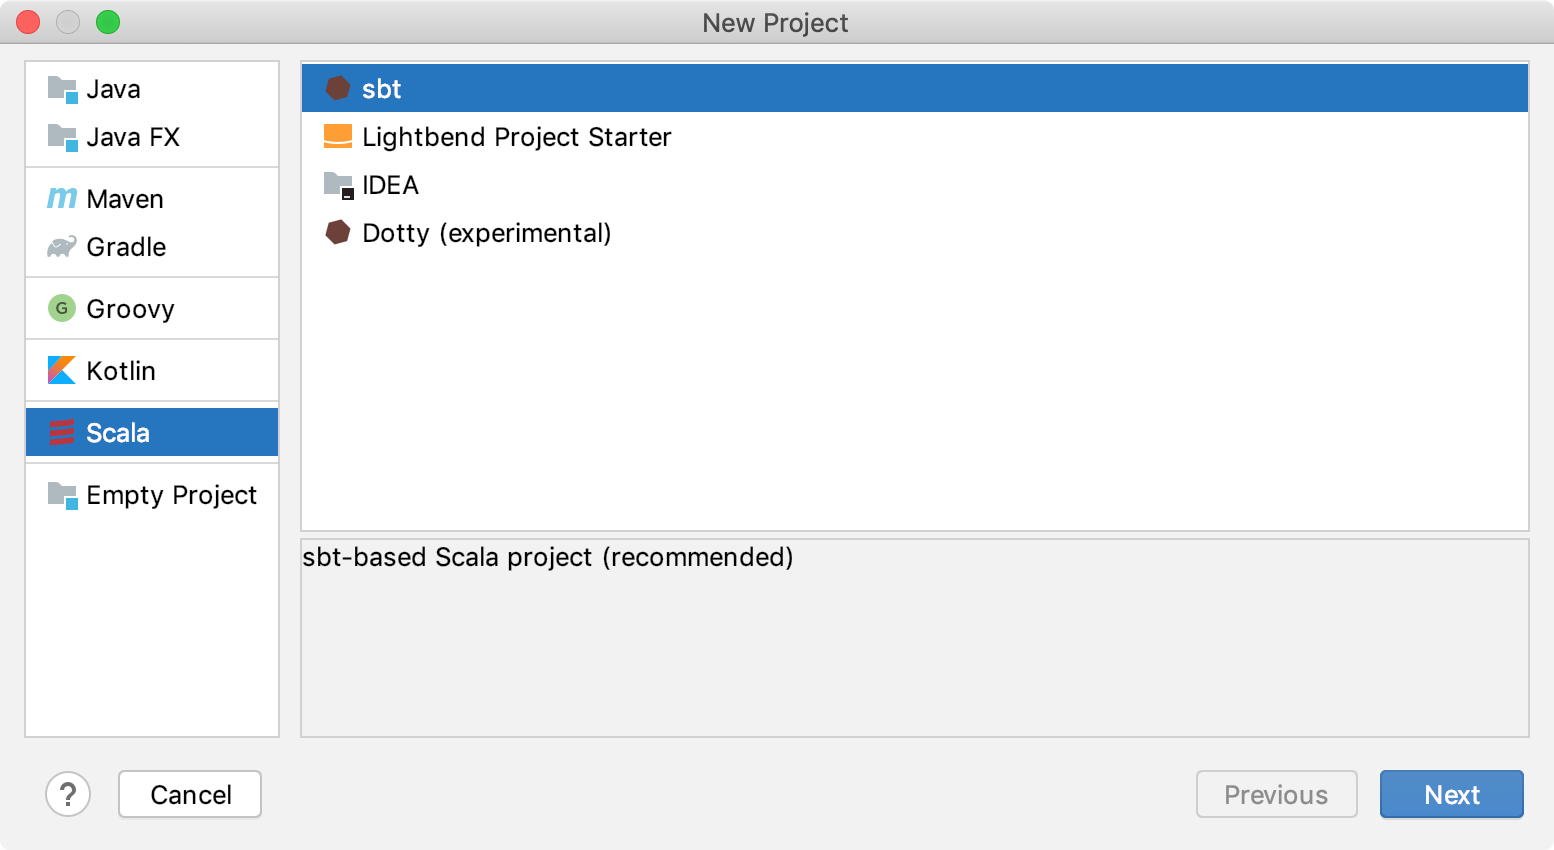 New Project
Java
Java FX
Maven
Gradle
G
Groovy
Kotlin
Scala
Empty Project
sbt
Lightbend Project Starter
IDEA
Dotty (experimental)
sbt-based Scala project (recommended)
?
Cancel
Previous
Next